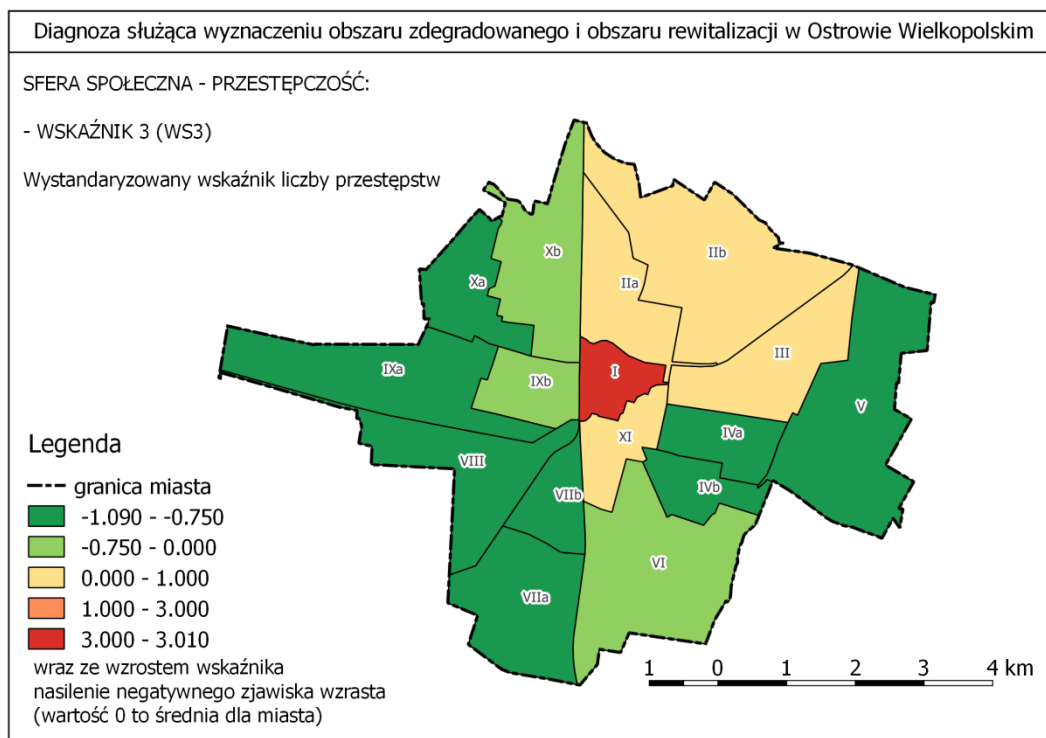 Diagnoza służąca wyznaczeniu obszaru zdegradowanego i obszaru rewitalizacji w Ostrowie Wielkopolskim
SFERA SPOŁECZNA - PRZESTĘPCZOŚĆ:
- WSKAŹNIK 3 (WS3)
Wystandaryzowany wskaźnik liczby przestępstw
Xb
IIb
Xa
IIa
IXa
IXb
I
III
V
XI
IVa
VIII
VIIb
IVb
VI
VIIa
Legenda
granica miasta
-1.090 - -0.750
-0.750 - 0.000
0.000 - 1.000
1.000 - 3.000
3.000 - 3.010
wraz ze wzrostem wskaźnika
nasilenie negatywnego zjawiska wzrasta
(wartość 0 to średnia dla miasta)
1 0 1 2 3 4 km